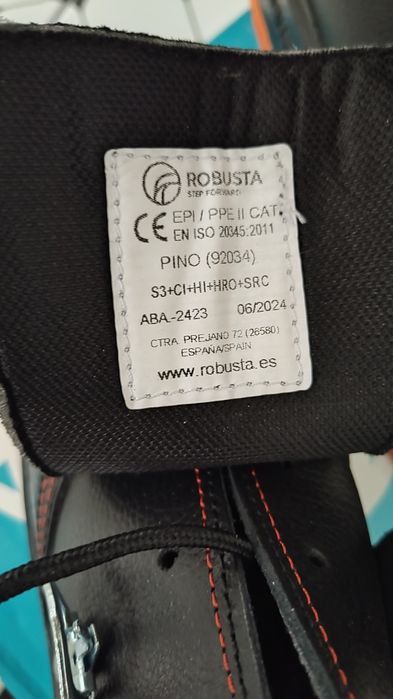 ROBUSTA
STEP FORWARD
CE EPI / PPE II CAT.
EN ISO 20345:2011
PINO (92034)
S3+CI+HI+HRO+SRC
ABA.-2423 06/2024
CTRA. PREJANO 72 (26580)
ESPAÑA/SPAIN
www.robusta.es